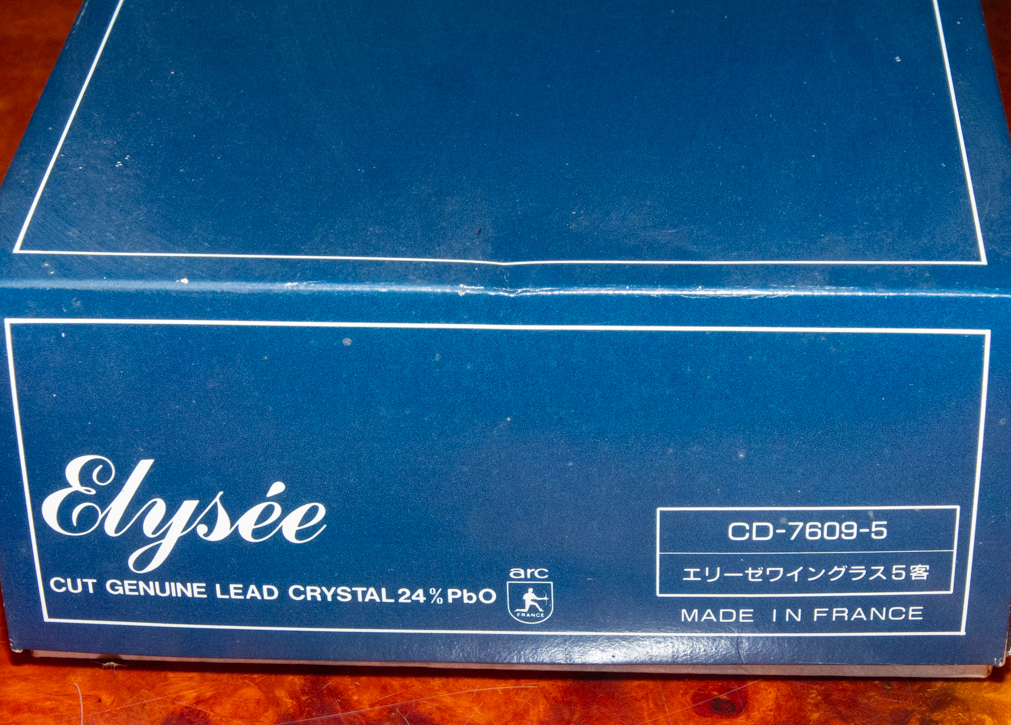 Elysée
CUT GENUINE LEAD CRYSTAL 24% PbO
arc
FRANCE
CD-7609-5
エリーゼワイングラス5客
MADE IN FRANCE